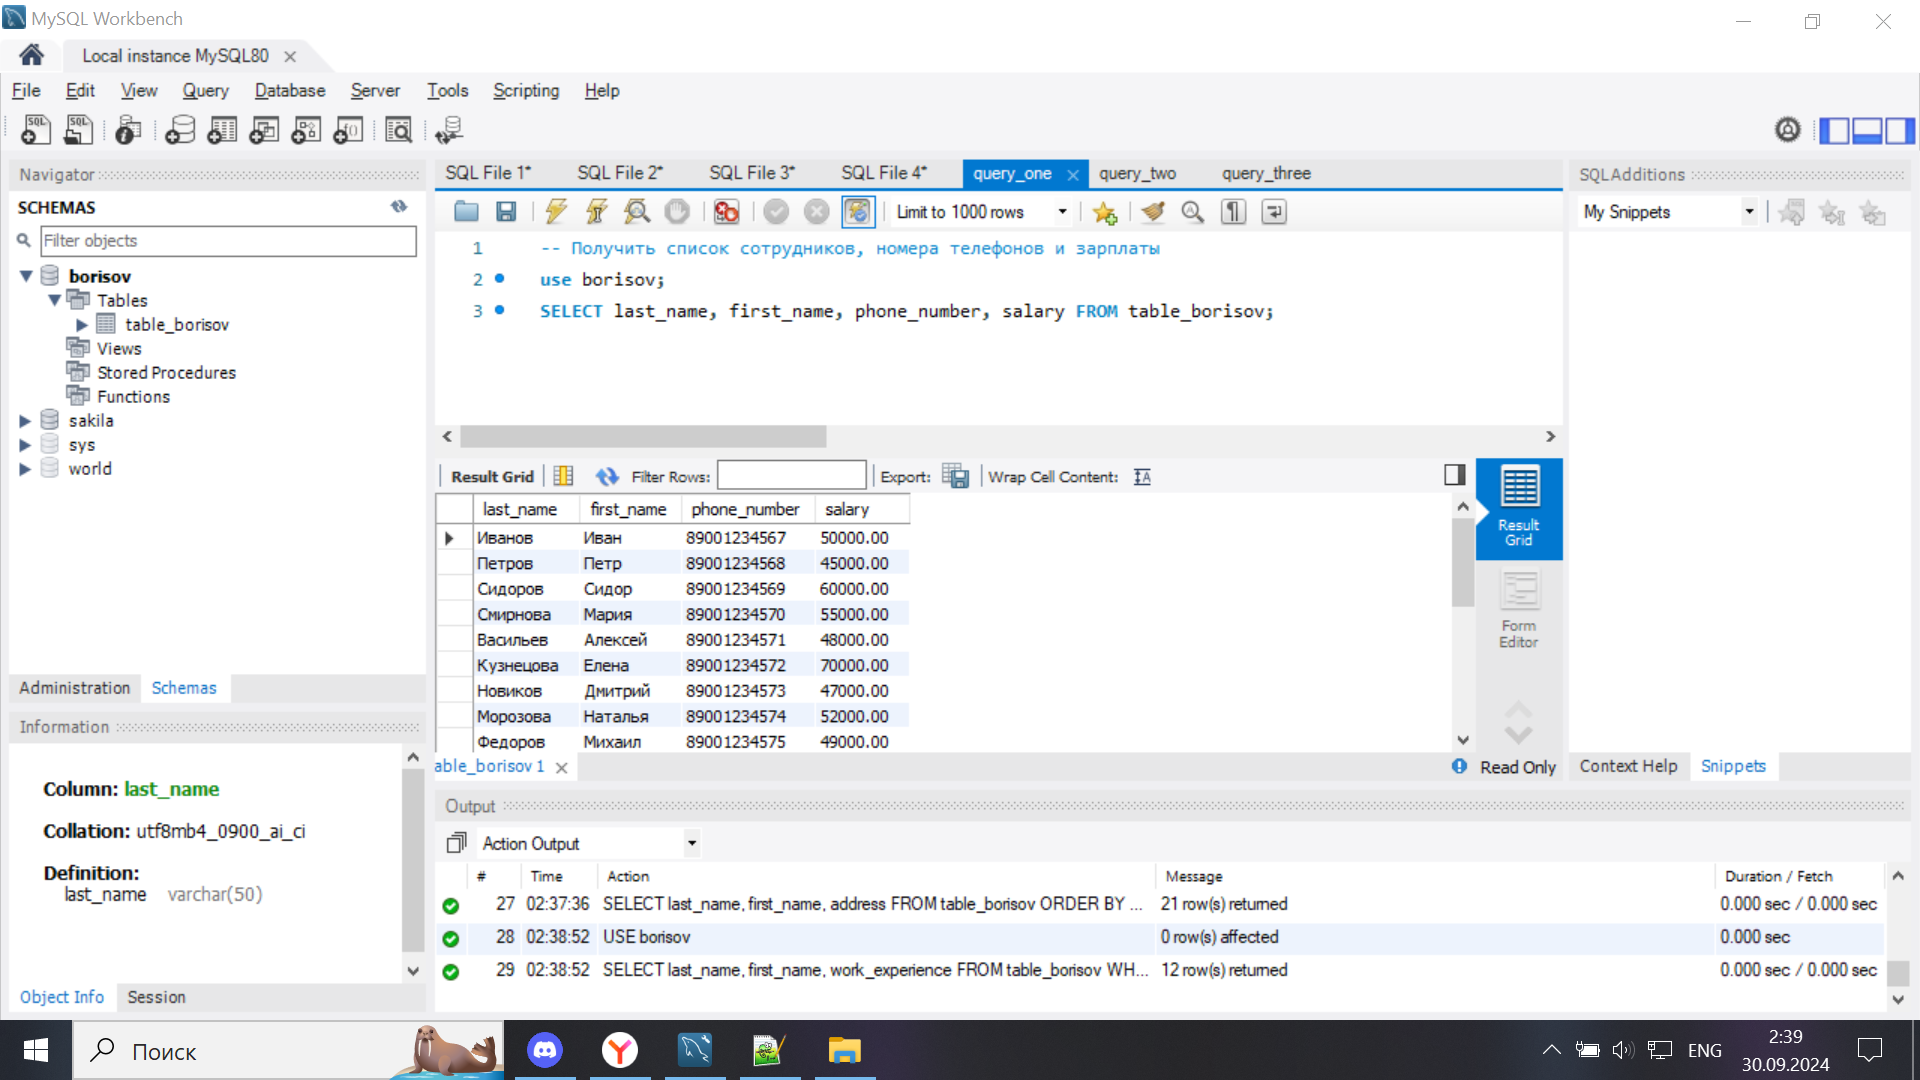 MySQL Workbench
Local instance MySQL80
File Edit View Query Database Server Tools Scripting Help
Navigator
SCHEMAS
Filter objects
borisov
Tables
table_borisov
Views
Stored Procedures
Functions
sakila
sys
world
Administration Schemas
Information
Column: last_name
Collation: utf8mb4_0900_ai_ci
Definition:
last_name varchar(50)
Object Info Session
SQL File 1* SQL File 2* SQL File 3* SQL File 4* query_one query_two query_three
Limit to 1000 rows
1 -- Получить список сотрудников, номера телефонов и зарплаты
2 use borisov;
3 SELECT last_name, first_name, phone_number, salary FROM table_borisov;
Result Grid Filter Rows: Export: Wrap Cell Content:
last_name first_name phone_number salary
Иванов Иван 89001234567 50000.00
Петров Петр 89001234568 45000.00
Сидоров Сидор 89001234569 60000.00
Смирнова Мария 89001234570 55000.00
Васильев Алексей 89001234571 48000.00
Кузнецова Елена 89001234572 70000.00
Новиков Дмитрий 89001234573 47000.00
Морозова Наталья 89001234574 52000.00
Федоров Михаил 89001234575 49000.00
Result
Grid
Form
Editor
able_borisov 1
Read Only
SQLAdditions
My Snippets
Context Help Snippets
Output
Action Output
# Time Action Message Duration / Fetch
27 02:37:36 SELECT last_name, first_name, address FROM table_borisov ORDER BY ... 21 row(s) returned 0.000 sec / 0.000 sec
28 02:38:52 USE borisov 0 row(s) affected 0.000 sec
29 02:38:52 SELECT last_name, first_name, work_experience FROM table_borisov WH... 12 row(s) returned 0.000 sec / 0.000 sec
Поиск
ENG
2:39
30.09.2024